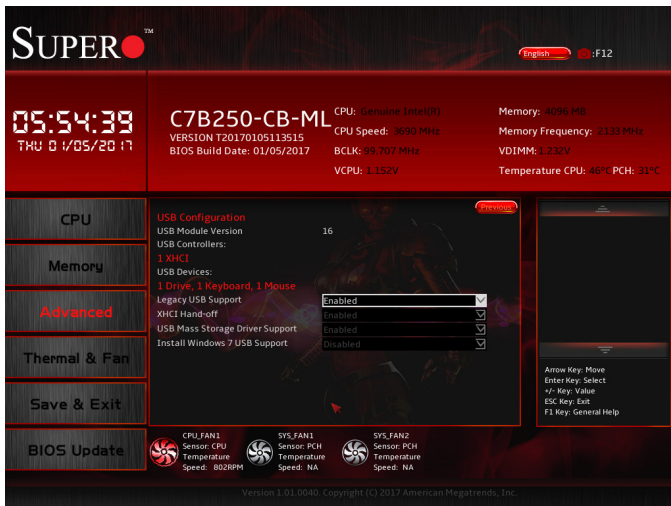 SUPER TM
English :F12
05:54:39
THU 01/05/2017
C7B250-CB-ML
VERSION T20170105113515
BIOS Build Date: 01/05/2017
CPU: Genuine Intel(R)
CPU Speed: 3690 MHz
BCLK: 99.707 MHz
VCPU: 1.152V
Memory: 4096 MB
Memory Frequency: 2133 MHz
VDIMM: 1.232V
Temperature CPU: 46°C PCH: 31°C
CPU
Memory
Advanced
Thermal & Fan
Save & Exit
BIOS Update
Previous
USB Configuration
USB Module Version 16
USB Controllers:
1 XHCI
USB Devices:
1 Drive, 1 Keyboard, 1 Mouse
Legacy USB Support Enabled
XHCI Hand-off Enabled
USB Mass Storage Driver Support Enabled
Install Windows 7 USB Support Disabled
Arrow Key: Move
Enter Key: Select
+/- Key: Value
ESC Key: Exit
F1 Key: General Help
CPU_FAN1
Sensor: CPU
Temperature
Speed: 802RPM
SYS_FAN1
Sensor: PCH
Temperature
Speed: NA
SYS_FAN2
Sensor: PCH
Temperature
Speed: NA
Version 1.01.0040. Copyright (C) 2017 American Megatrends, Inc.